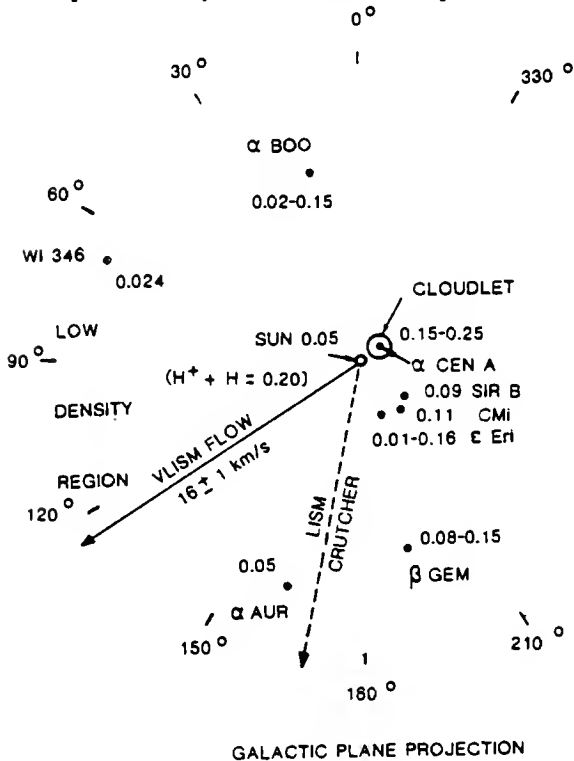 0°
30°
330°
α BOO
0.02-0.15
60°
WI 346
0.024
CLOUDLET
LOW
SUN 0.05
0.15-0.25
90°
α CEN A
(H⁺ + H = 0.20)
0.09 SIR B
DENSITY
0.11 CMi
0.01-0.16 ε Eri
VLISM FLOW
16 ± 1 km/s
REGION
120°
LISM
CRUTCHER
0.08-0.15
0.05
β GEM
α AUR
150°
210°
180°
GALACTIC PLANE PROJECTION